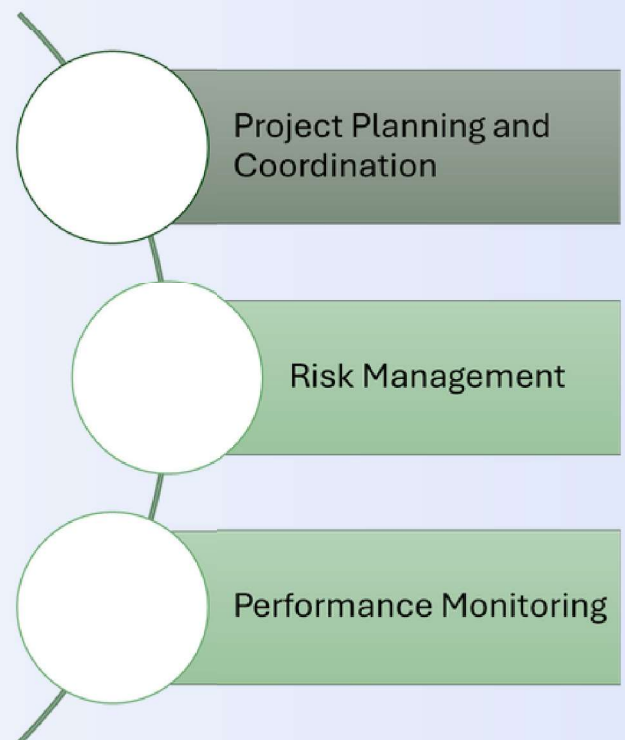 Project Planning and
Coordination
Risk Management
Performance Monitoring